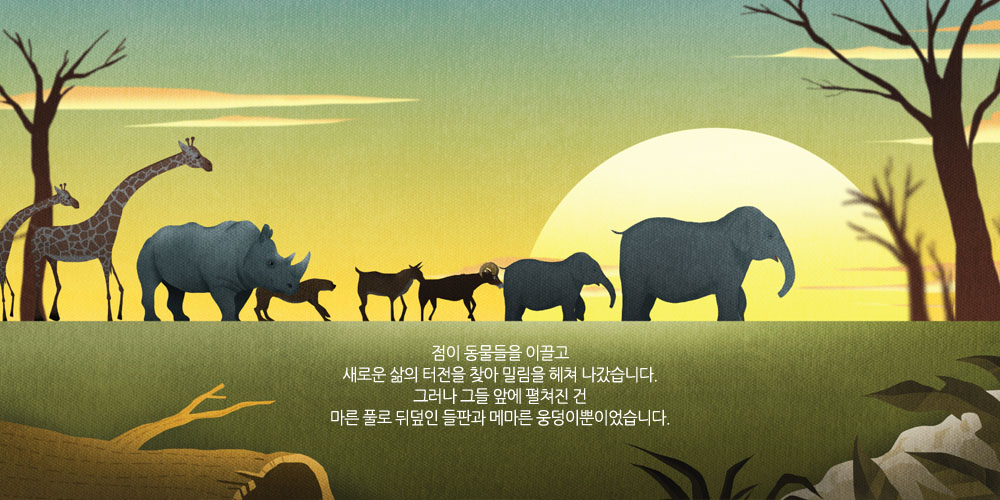 점이 동물들을 이끌고
새로운 삶의 터전을 찾아 밀림을 헤쳐 나갔습니다.
그러나 그들 앞에 펼쳐진 건
마른 풀로 뒤덮인 들판과 메마른 웅덩이뿐이었습니다.